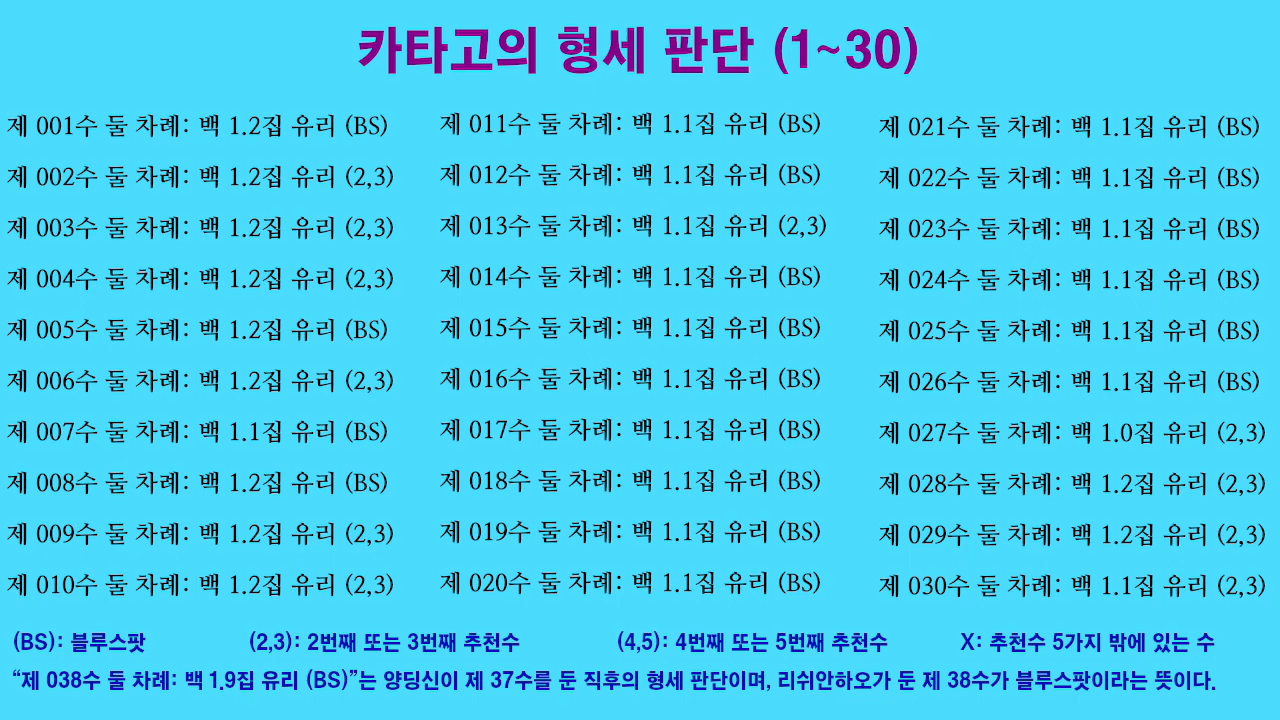 카타고의 형세 판단 (1~30)
제 001수 둘 차례: 백 1.2집 유리 (BS)
제 002수 둘 차례: 백 1.2집 유리 (2,3)
제 003수 둘 차례: 백 1.2집 유리 (2,3)
제 004수 둘 차례: 백 1.2집 유리 (2,3)
제 005수 둘 차례: 백 1.2집 유리 (BS)
제 006수 둘 차례: 백 1.2집 유리 (2,3)
제 007수 둘 차례: 백 1.1집 유리 (BS)
제 008수 둘 차례: 백 1.2집 유리 (BS)
제 009수 둘 차례: 백 1.2집 유리 (2,3)
제 010수 둘 차례: 백 1.2집 유리 (2,3)
제 011수 둘 차례: 백 1.1집 유리 (BS)
제 012수 둘 차례: 백 1.1집 유리 (BS)
제 013수 둘 차례: 백 1.1집 유리 (2,3)
제 014수 둘 차례: 백 1.1집 유리 (BS)
제 015수 둘 차례: 백 1.1집 유리 (BS)
제 016수 둘 차례: 백 1.1집 유리 (BS)
제 017수 둘 차례: 백 1.1집 유리 (BS)
제 018수 둘 차례: 백 1.1집 유리 (BS)
제 019수 둘 차례: 백 1.1집 유리 (BS)
제 020수 둘 차례: 백 1.1집 유리 (BS)
제 021수 둘 차례: 백 1.1집 유리 (BS)
제 022수 둘 차례: 백 1.1집 유리 (BS)
제 023수 둘 차례: 백 1.1집 유리 (BS)
제 024수 둘 차례: 백 1.1집 유리 (BS)
제 025수 둘 차례: 백 1.1집 유리 (BS)
제 026수 둘 차례: 백 1.1집 유리 (BS)
제 027수 둘 차례: 백 1.0집 유리 (2,3)
제 028수 둘 차례: 백 1.2집 유리 (2,3)
제 029수 둘 차례: 백 1.2집 유리 (2,3)
제 030수 둘 차례: 백 1.1집 유리 (2,3)
(BS): 블루스팟 (2,3): 2번째 또는 3번째 추천수 (4,5): 4번째 또는 5번째 추천수 X: 추천수 5가지 밖에 있는 수
“제 038수 둘 차례: 백 1.9집 유리 (BS)”는 양딩신이 제 37수를 둔 직후의 형세 판단이며, 리쉬안하오가 둔 제 38수가 블루스팟이라는 뜻이다.